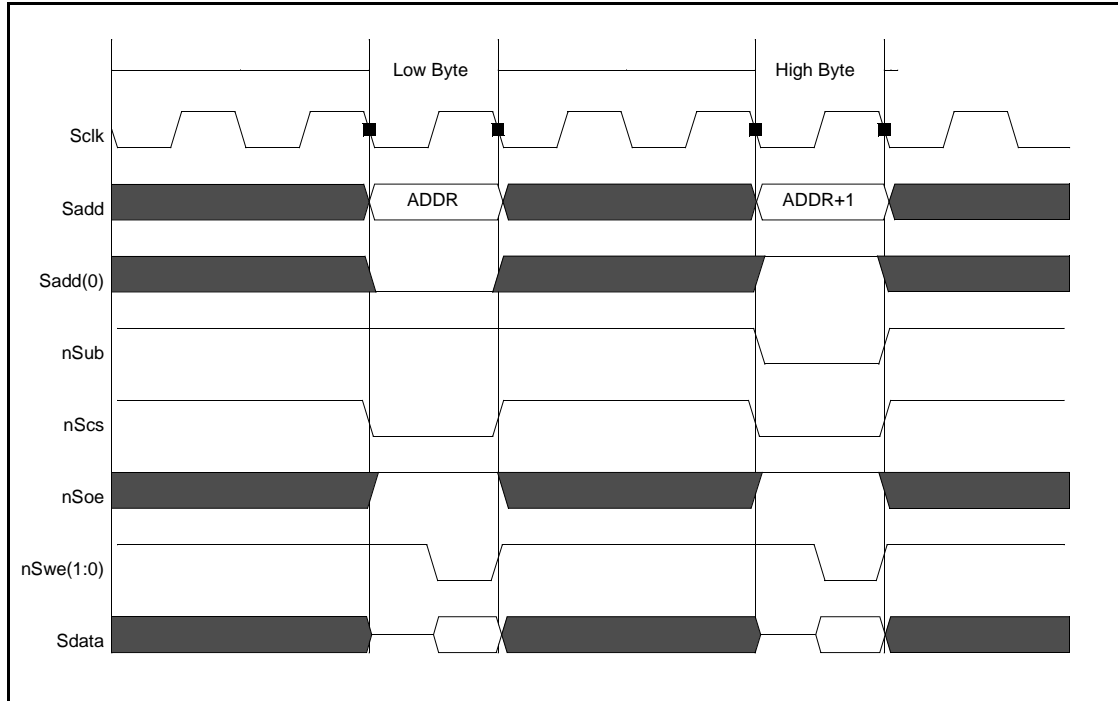 Low Byte High Byte
Sclk
Sadd ADDR ADDR+1
Sadd(0)
nSub
nScs
nSoe
nSwe(1:0)
Sdata